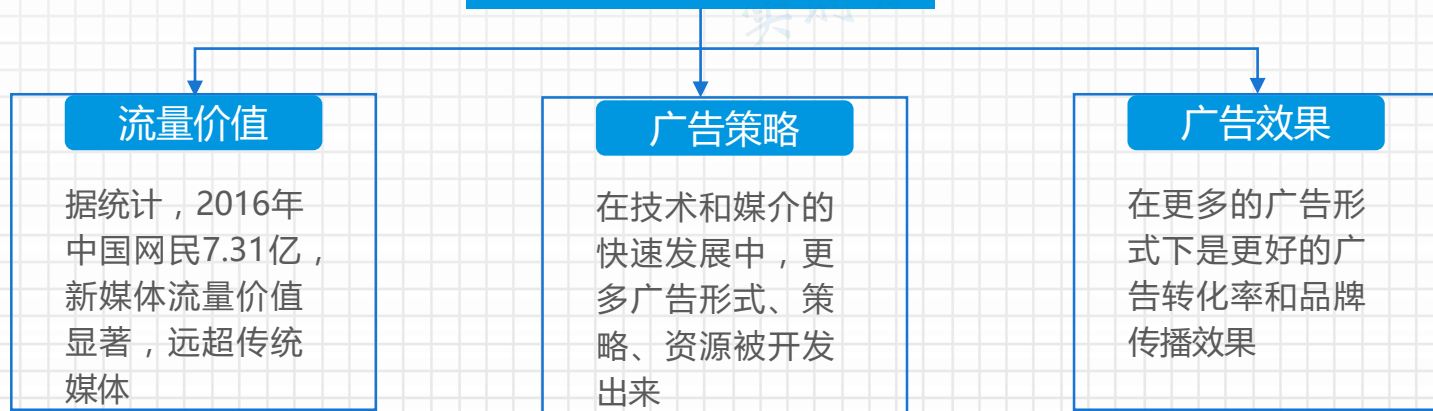 流量价值
据统计，2016年
中国网民7.31亿，
新媒体流量价值
显著，远超传统
媒体
广告策略
在技术和媒介的
快速发展中，更
多广告形式、策
略、资源被开发
出来
广告效果
在更多的广告形
式下是更好的广
告转化率和品牌
传播效果